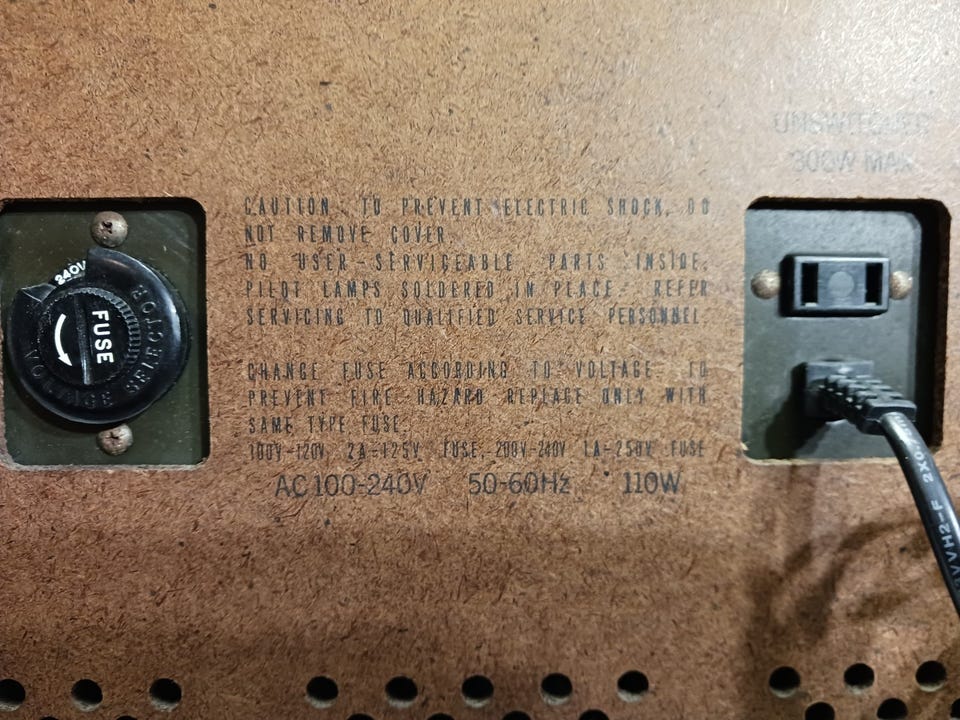 UNSWITCHED
300W MAX
CAUTION : TO PREVENT ELECTRIC SHOCK, DO
NOT REMOVE COVER.
NO USER-SERVICEABLE PARTS INSIDE.
PILOT LAMPS SOLDERED IN PLACE. REFER
SERVICING TO QUALIFIED SERVICE PERSONNEL.
240V
FUSE
VOLTAGE SELECTOR
CHANGE FUSE ACCORDING TO VOLTAGE. TO
PREVENT FIRE HAZARD REPLACE ONLY WITH
SAME TYPE FUSE.
100V-120V 2A-125V FUSE, 200V-240V 1A-250V FUSE
AC 100-240V 50-60Hz 110W
VVH2-F